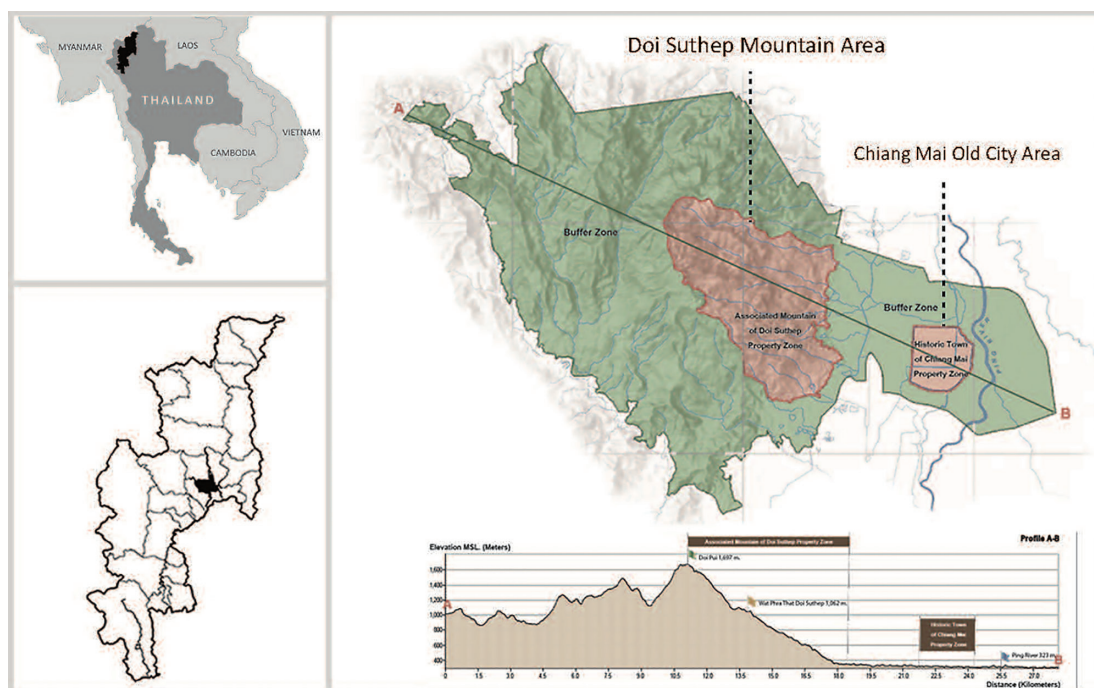 MYANMAR
LAOS
THAILAND
VIETNAM
CAMBODIA
Doi Suthep Mountain Area
Chiang Mai Old City Area
A
Buffer Zone
Buffer Zone
Associated Mountain
of Doi Suthep
Property Zone
Historic Town
of Chiang Mai
Property Zone
B
Elevation MSL. (Meters)
Associated Mountain of Doi Suthep Property Zone
Profile A-B
Doi Pui 1,697 m.
1,600
1,400
1,200
1,000
800
600
400
A
Wat Phra That Doi Suthep 1,062 m.
Historic Town
of Chiang Mai
Property Zone
Ping River 323 m.
B
0.0 1.5 3.0 4.5 6.0 7.5 9.0 10.5 12.0 13.5 15.0 16.5 18.0 19.5 21.0 22.5 24.0 25.5 27.0
Distance (Kilometers)